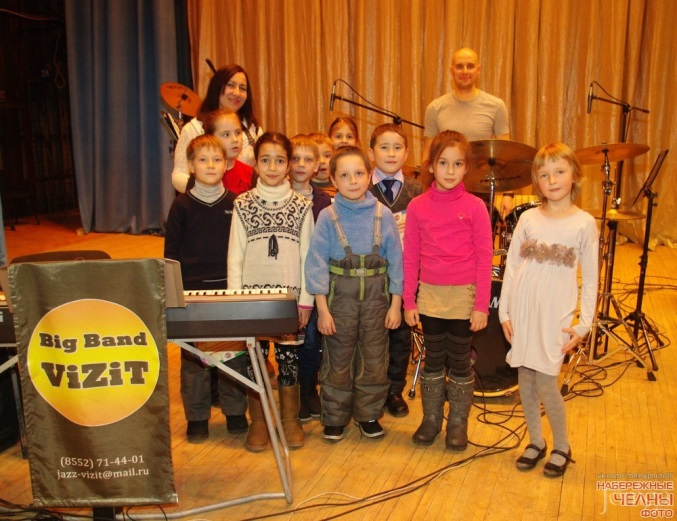 Big Band
ViZiT
(8552) 71-44-01
jazz-vizit@mail.ru
НАБЕРЕЖНЫЕ
ЧЕЛНЫ
ФОТО